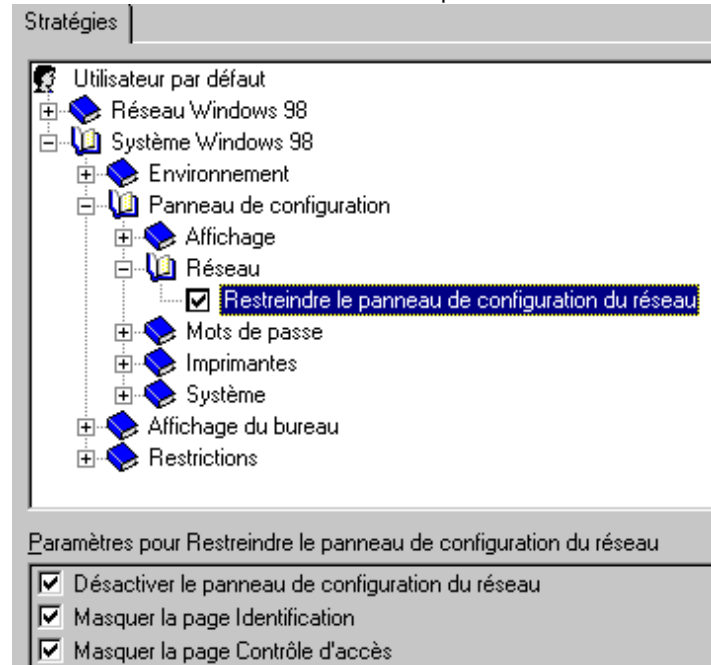 Stratégies
Utilisateur par défaut
Réseau Windows 98
Système Windows 98
Environnement
Panneau de configuration
Affichage
Réseau
Restreindre le panneau de configuration du réseau
Mots de passe
Imprimantes
Système
Affichage du bureau
Restrictions
Paramètres pour Restreindre le panneau de configuration du réseau
Désactiver le panneau de configuration du réseau
Masquer la page Identification
Masquer la page Contrôle d'accès